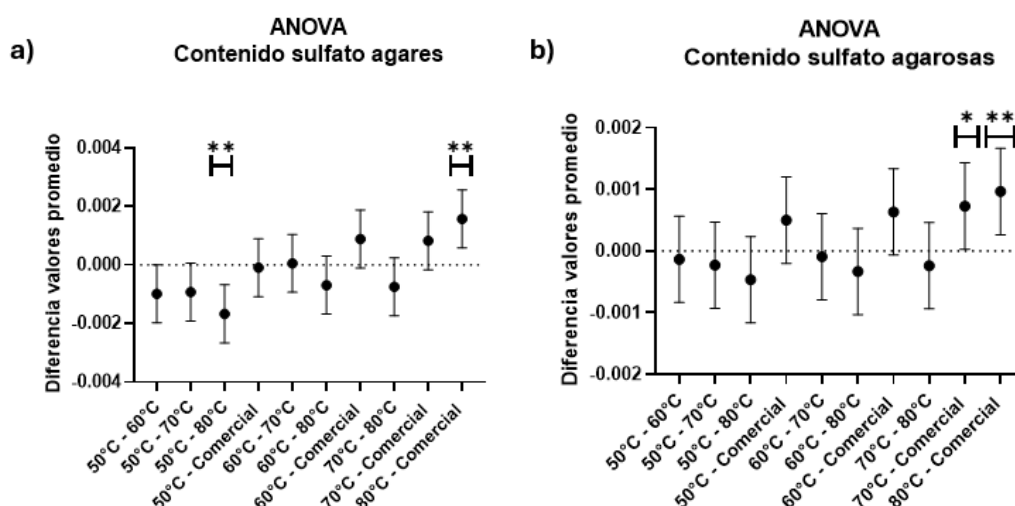 a)
ANOVA
Contenido sulfato agares
Diferencia valores promedio
0.004
0.002
0.000
-0.002
-0.004
**
**
50°C - 60°C
50°C - 70°C
50°C - 80°C
50°C - Comercial
60°C - 70°C
60°C - 80°C
60°C - Comercial
70°C - 80°C
70°C - Comercial
80°C - Comercial
b)
ANOVA
Contenido sulfato agarosas
Diferencia valores promedio
0.002
0.001
0.000
-0.001
-0.002
*
**
50°C - 60°C
50°C - 70°C
50°C - 80°C
50°C - Comercial
60°C - 70°C
60°C - 80°C
60°C - Comercial
70°C - 80°C
70°C - Comercial
80°C - Comercial